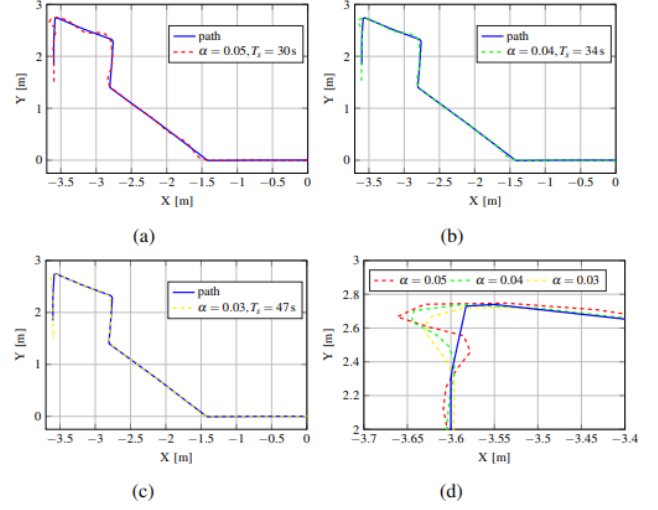 3
2
1
0
Y [m]
path
α = 0.05, Tₛ = 30 s
−3.5 −3 −2.5 −2 −1.5 −1 −0.5 0
X [m]
(a)
3
2
1
0
Y [m]
path
α = 0.04, Tₛ = 34 s
−3.5 −3 −2.5 −2 −1.5 −1 −0.5 0
X [m]
(b)
3
2
1
0
Y [m]
path
α = 0.03, Tₛ = 47 s
−3.5 −3 −2.5 −2 −1.5 −1 −0.5 0
X [m]
(c)
3
2.8
2.6
2.4
2.2
2
Y [m]
α = 0.05 α = 0.04 α = 0.03
−3.7 −3.65 −3.6 −3.55 −3.5 −3.45 −3.4
X [m]
(d)